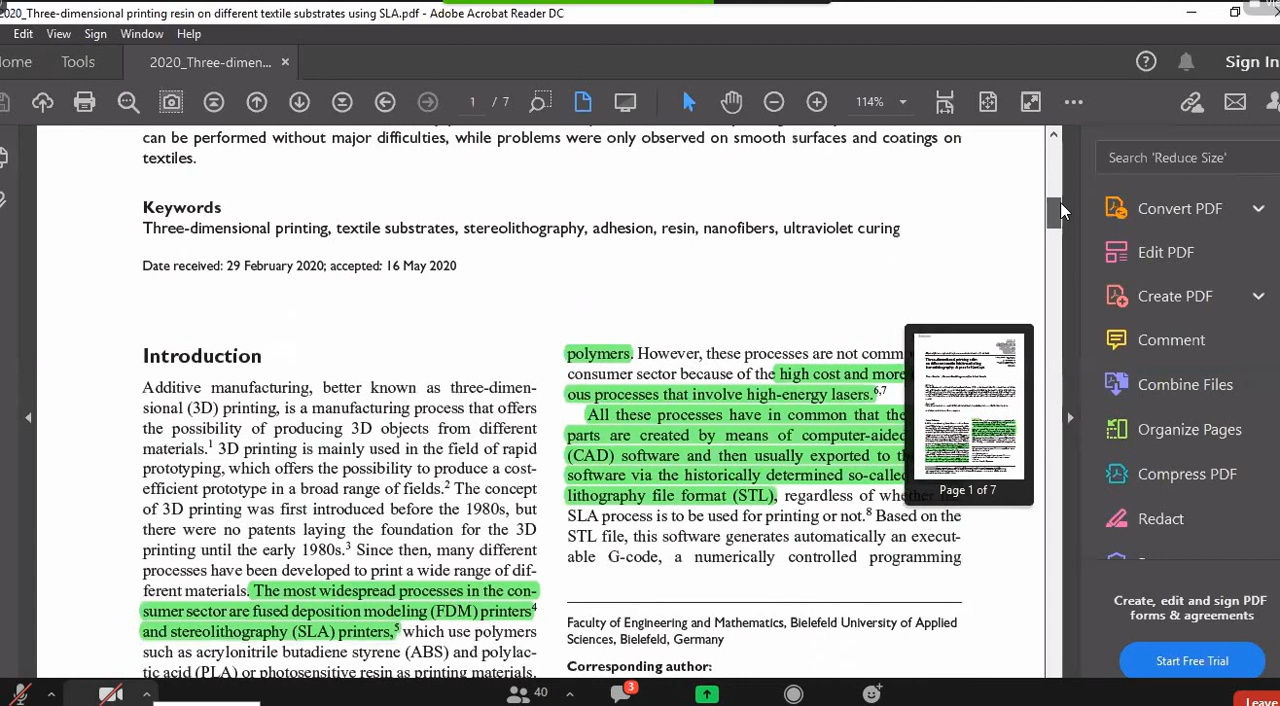 2020_Three-dimensional printing resin on different textile substrates using SLA.pdf - Adobe Acrobat Reader DC
Edit View Sign Window Help
Tools
2020_Three-dimen... ×
Sign In
1 / 7
114%
can be performed without major difficulties, while problems were only observed on smooth surfaces and coatings on
textiles.
Keywords
Three-dimensional printing, textile substrates, stereolithography, adhesion, resin, nanofibers, ultraviolet curing
Date received: 29 February 2020; accepted: 16 May 2020
Introduction
Additive manufacturing, better known as three-dimen-
sional (3D) printing, is a manufacturing process that offers
the possibility of producing 3D objects from different
materials.1 3D printing is mainly used in the field of rapid
prototyping, which offers the possibility to produce a cost-
efficient prototype in a broad range of fields.2 The concept
of 3D printing was first introduced before the 1980s, but
there were no patents laying the foundation for the 3D
printing until the early 1980s.3 Since then, many different
processes have been developed to print a wide range of dif-
ferent materials. The most widespread processes in the con-
sumer sector are fused deposition modeling (FDM) printers4
and stereolithography (SLA) printers,5 which use polymers
such as acrylonitrile butadiene styrene (ABS) and polylac-
tic acid (PLA) or photosensitive resin as printing materials.
polymers. However, these processes are not comm
consumer sector because of the high cost and more
ous processes that involve high-energy lasers.6,7
All these processes have in common that the
parts are created by means of computer-aided
(CAD) software and then usually exported to
software via the historically determined so-called
lithography file format (STL), regardless of whether
SLA process is to be used for printing or not.8 Based on the
STL file, this software generates automatically an execut-
able G-code, a numerically controlled programming
Faculty of Engineering and Mathematics, Bielefeld University of Applied
Sciences, Bielefeld, Germany
Corresponding author:
Page 1 of 7
Search 'Reduce Size'
Convert PDF
Edit PDF
Create PDF
Comment
Combine Files
Organize Pages
Compress PDF
Redact
Create, edit and sign PDF
forms & agreements
Start Free Trial
40
3
Leave